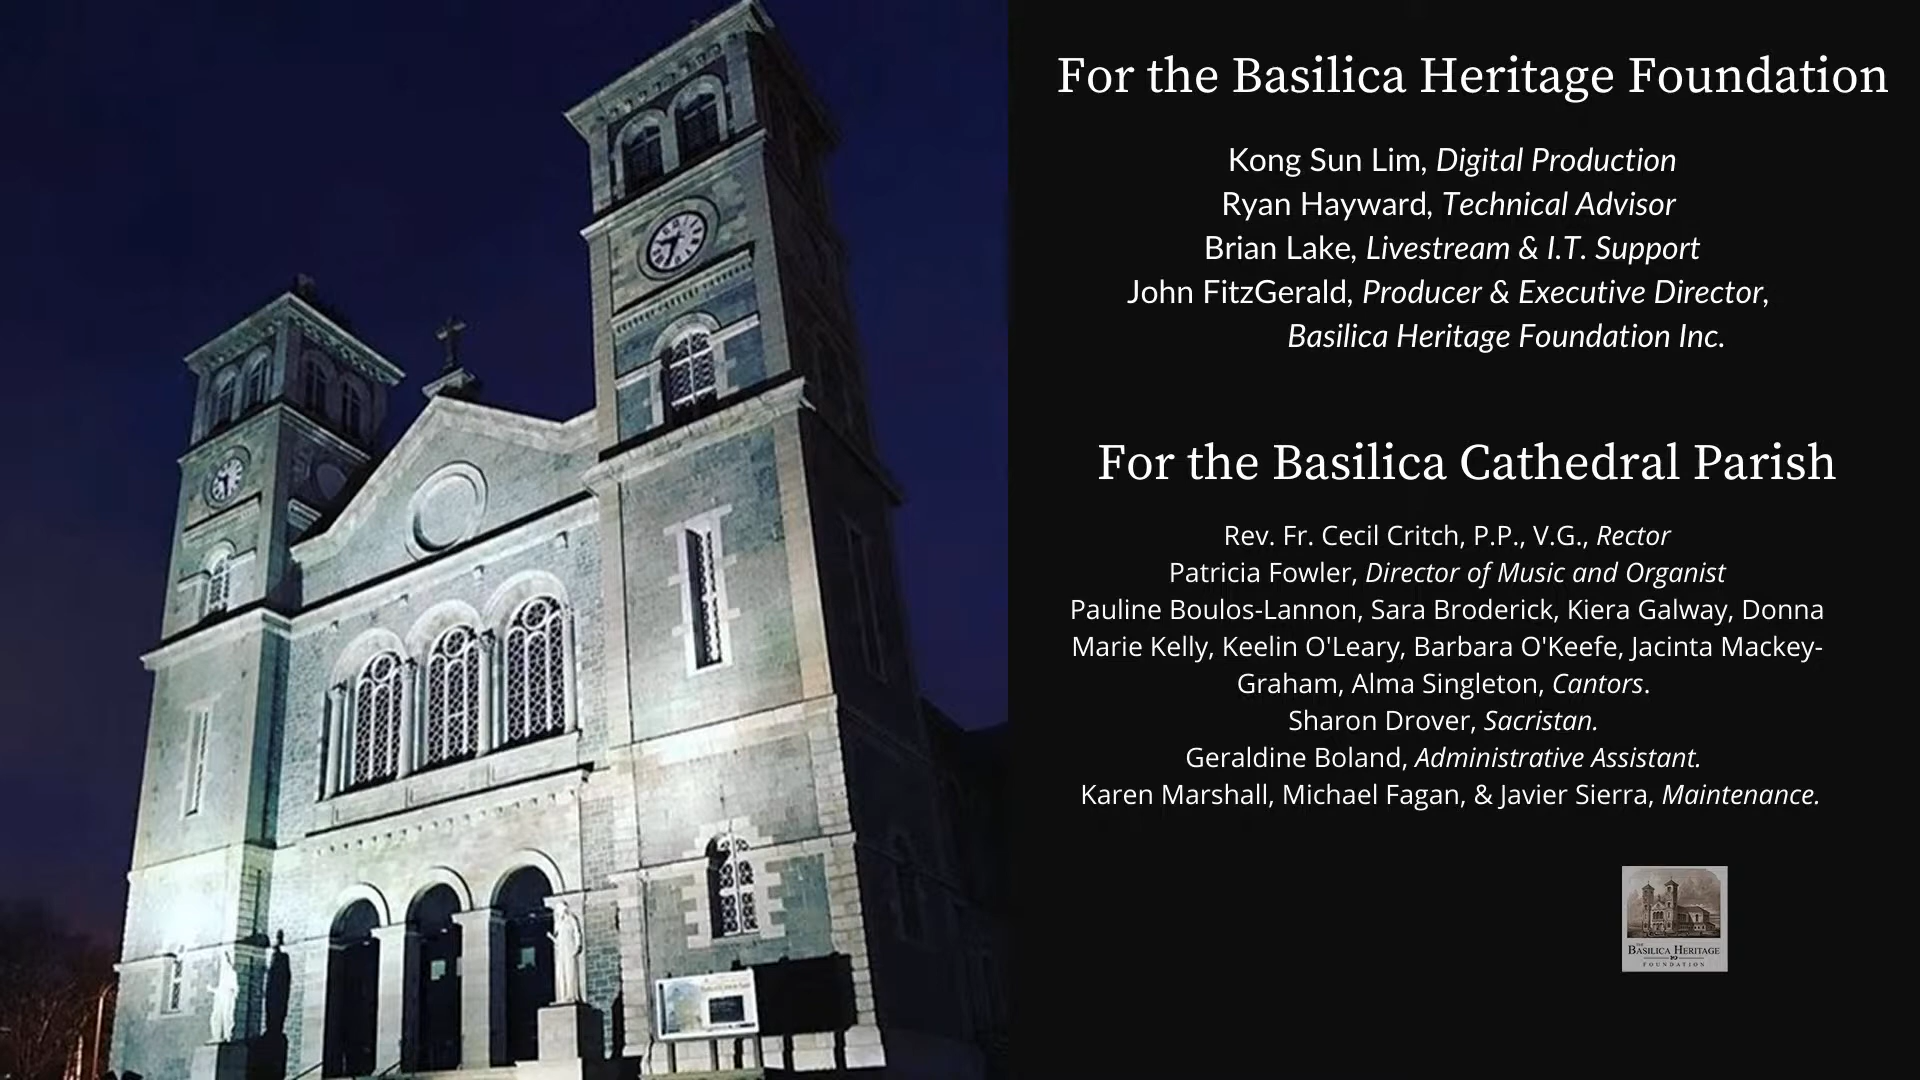 For the Basilica Heritage Foundation
Kong Sun Lim, Digital Production
Ryan Hayward, Technical Advisor
Brian Lake, Livestream & I.T. Support
John FitzGerald, Producer & Executive Director,
Basilica Heritage Foundation Inc.
For the Basilica Cathedral Parish
Rev. Fr. Cecil Critch, P.P., V.G., Rector
Patricia Fowler, Director of Music and Organist
Pauline Boulos-Lannon, Sara Broderick, Kiera Galway, Donna
Marie Kelly, Keelin O'Leary, Barbara O'Keefe, Jacinta Mackey-
Graham, Alma Singleton, Cantors.
Sharon Drover, Sacristan.
Geraldine Boland, Administrative Assistant.
Karen Marshall, Michael Fagan, & Javier Sierra, Maintenance.
THE
BASILICA HERITAGE
FOUNDATION